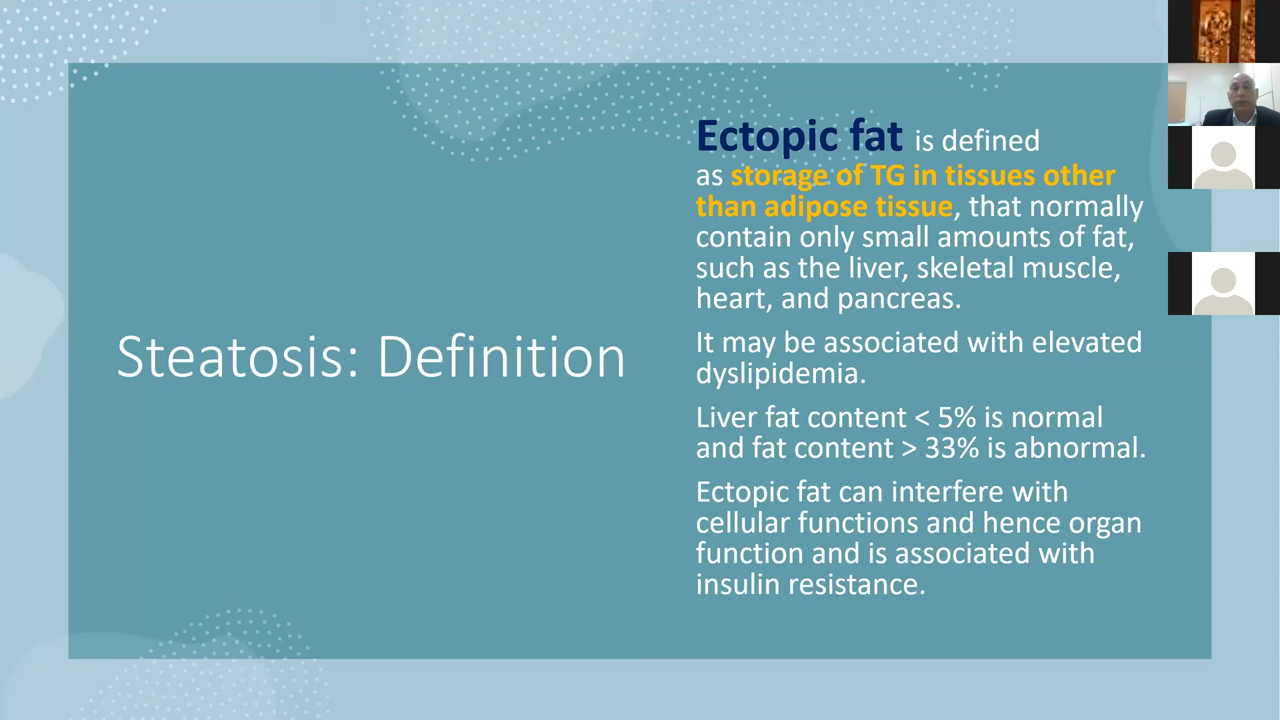 Steatosis: Definition
Ectopic fat is defined
as storage of TG in tissues other
than adipose tissue, that normally
contain only small amounts of fat,
such as the liver, skeletal muscle,
heart, and pancreas.
It may be associated with elevated
dyslipidemia.
Liver fat content < 5% is normal
and fat content > 33% is abnormal.
Ectopic fat can interfere with
cellular functions and hence organ
function and is associated with
insulin resistance.